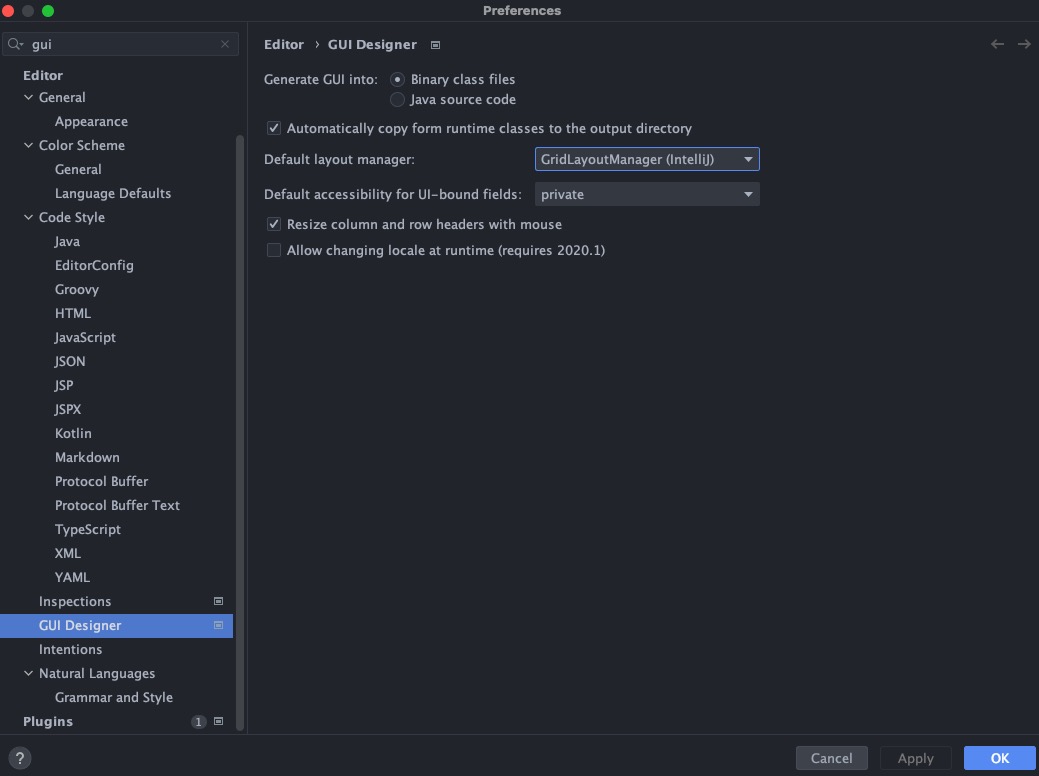 Preferences
gui
Editor
General
Appearance
Color Scheme
General
Language Defaults
Code Style
Java
EditorConfig
Groovy
HTML
JavaScript
JSON
JSP
JSPX
Kotlin
Markdown
Protocol Buffer
Protocol Buffer Text
TypeScript
XML
YAML
Inspections
GUI Designer
Intentions
Natural Languages
Grammar and Style
Plugins 1
Editor › GUI Designer
Generate GUI into: Binary class files
Java source code
Automatically copy form runtime classes to the output directory
Default layout manager: GridLayoutManager (IntelliJ)
Default accessibility for UI-bound fields: private
Resize column and row headers with mouse
Allow changing locale at runtime (requires 2020.1)
? Cancel Apply OK